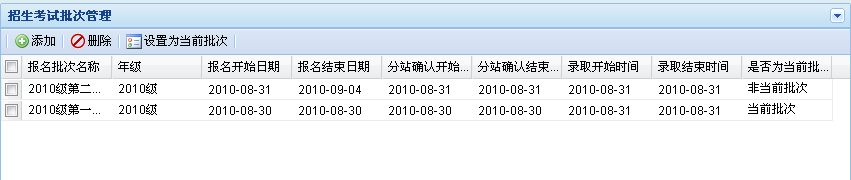 招生考试批次管理
添加 删除 设置为当前批次
报名批次名称 年级 报名开始日期 报名结束日期 分站确认开始... 分站确认结束... 录取开始时间 录取结束时间 是否为当前批...
2010级第二... 2010级 2010-08-31 2010-09-04 2010-08-31 2010-08-31 2010-08-31 2010-08-31 非当前批次
2010级第一... 2010级 2010-08-30 2010-08-30 2010-08-30 2010-08-30 2010-08-31 2010-08-31 当前批次